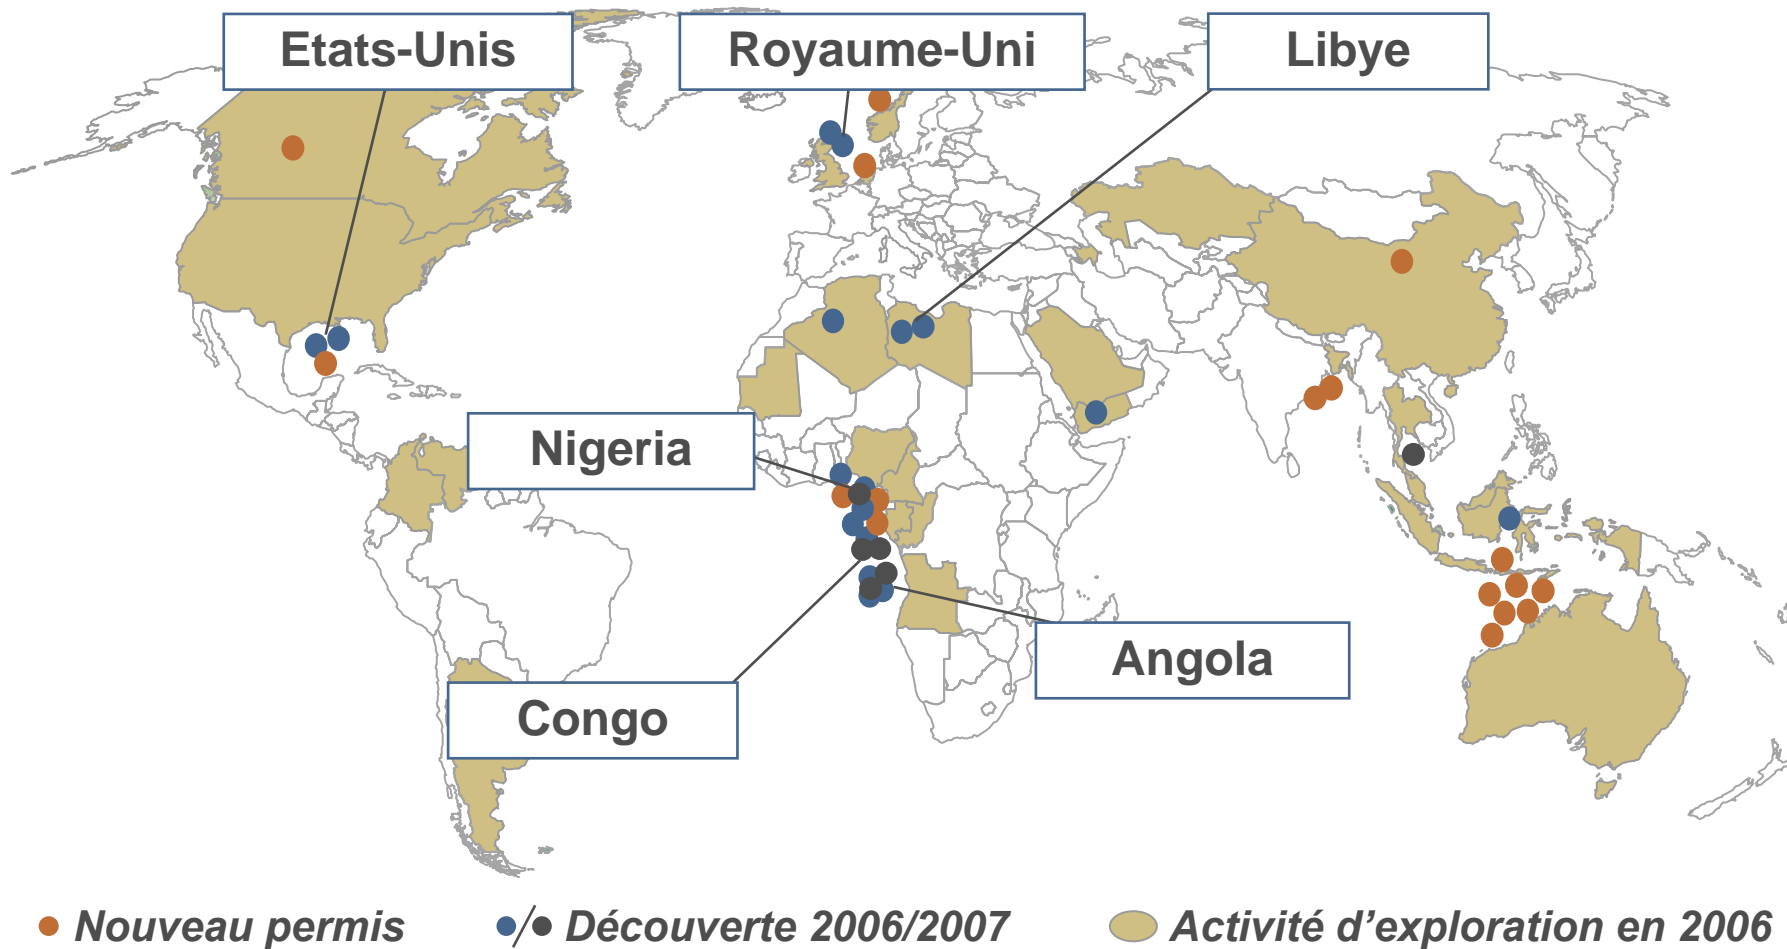 Etats-Unis
Royaume-Uni
Libye
Nigeria
Angola
Congo
Nouveau permis
/ Découverte 2006/2007
Activité d’exploration en 2006